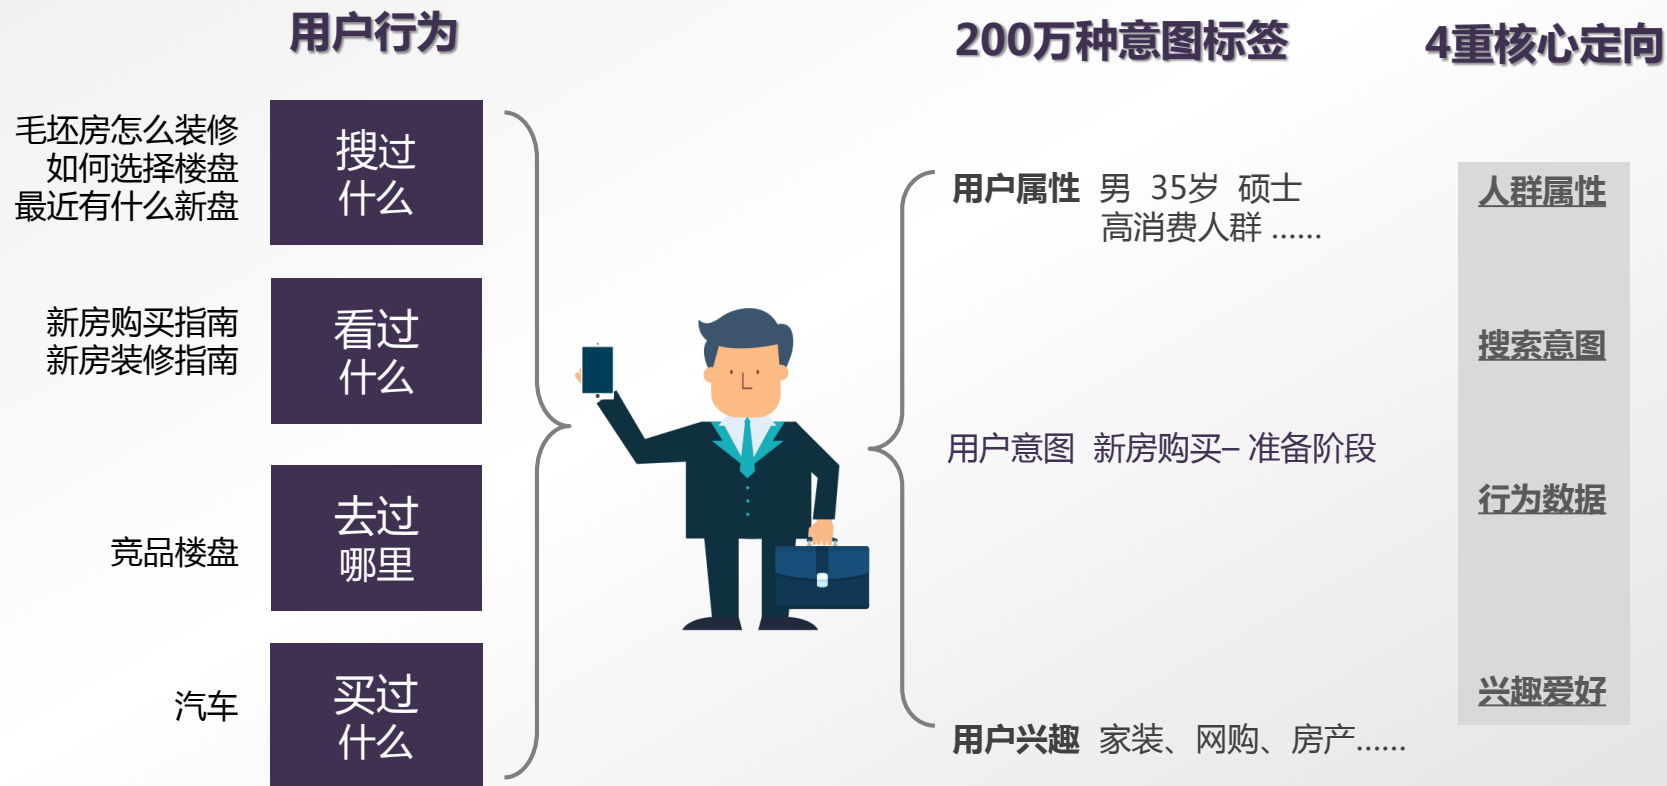 用户行为
200万种意图标签
4重核心定向
毛坯房怎么装修
如何选择楼盘
最近有什么新盘
搜过
什么
新房购买指南
新房装修指南
看过
什么
竞品楼盘
去过
哪里
汽车
买过
什么
用户属性 男 35岁 硕士
高消费人群 ......
用户意图 新房购买– 准备阶段
用户兴趣 家装、网购、房产......
人群属性
搜索意图
行为数据
兴趣爱好